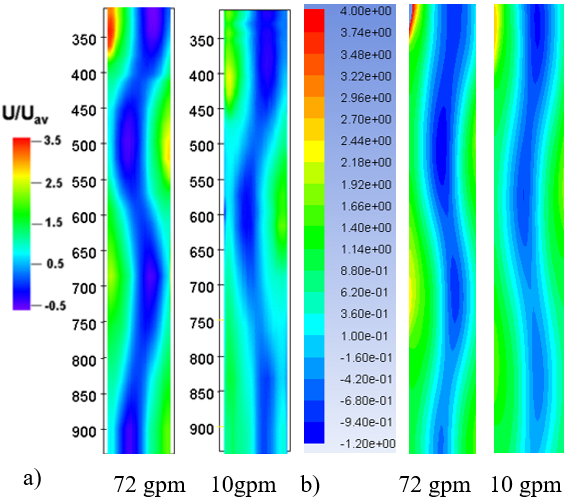 a)
b)
U/Uav
3.5
2.5
1.5
0.5
-0.5
350
400
450
500
550
600
650
700
750
800
850
900
350
400
450
500
550
600
650
700
750
800
850
900
4.00e+00
3.74e+00
3.48e+00
3.22e+00
2.96e+00
2.70e+00
2.44e+00
2.18e+00
1.92e+00
1.66e+00
1.40e+00
1.14e+00
8.80e-01
6.20e-01
3.60e-01
1.00e-01
-1.60e-01
-4.20e-01
-6.80e-01
-9.40e-01
-1.20e+00
a) 72 gpm 10gpm b) 72 gpm 10 gpm